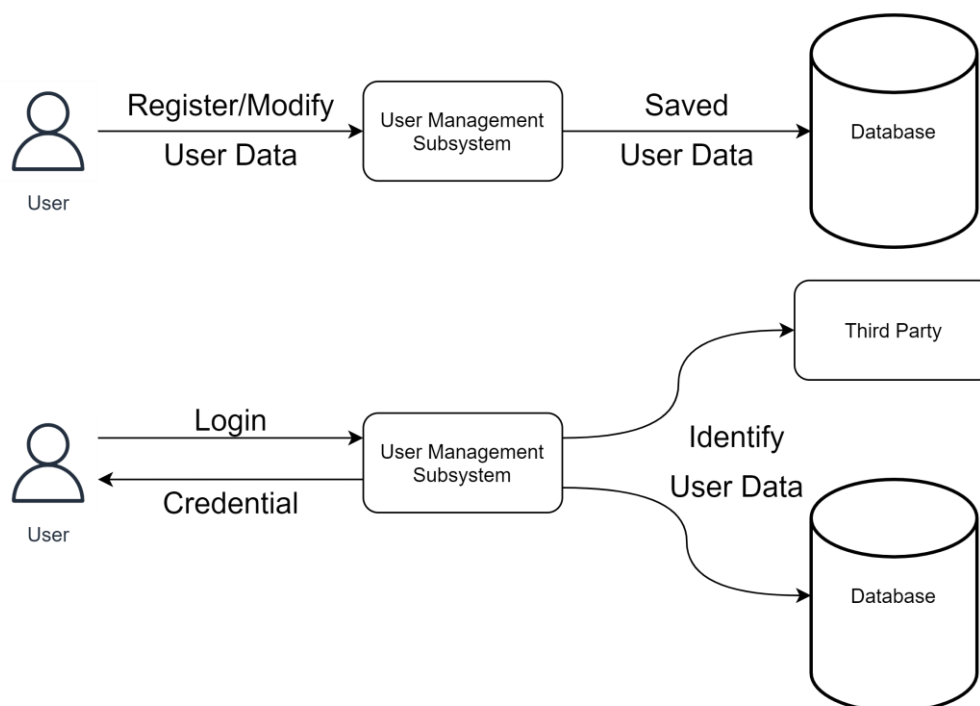 Register/Modify
User Data
User Management
Subsystem
Saved
User Data
Database
User
Third Party
Login
Credential
User Management
Subsystem
Identify
User Data
User
Database